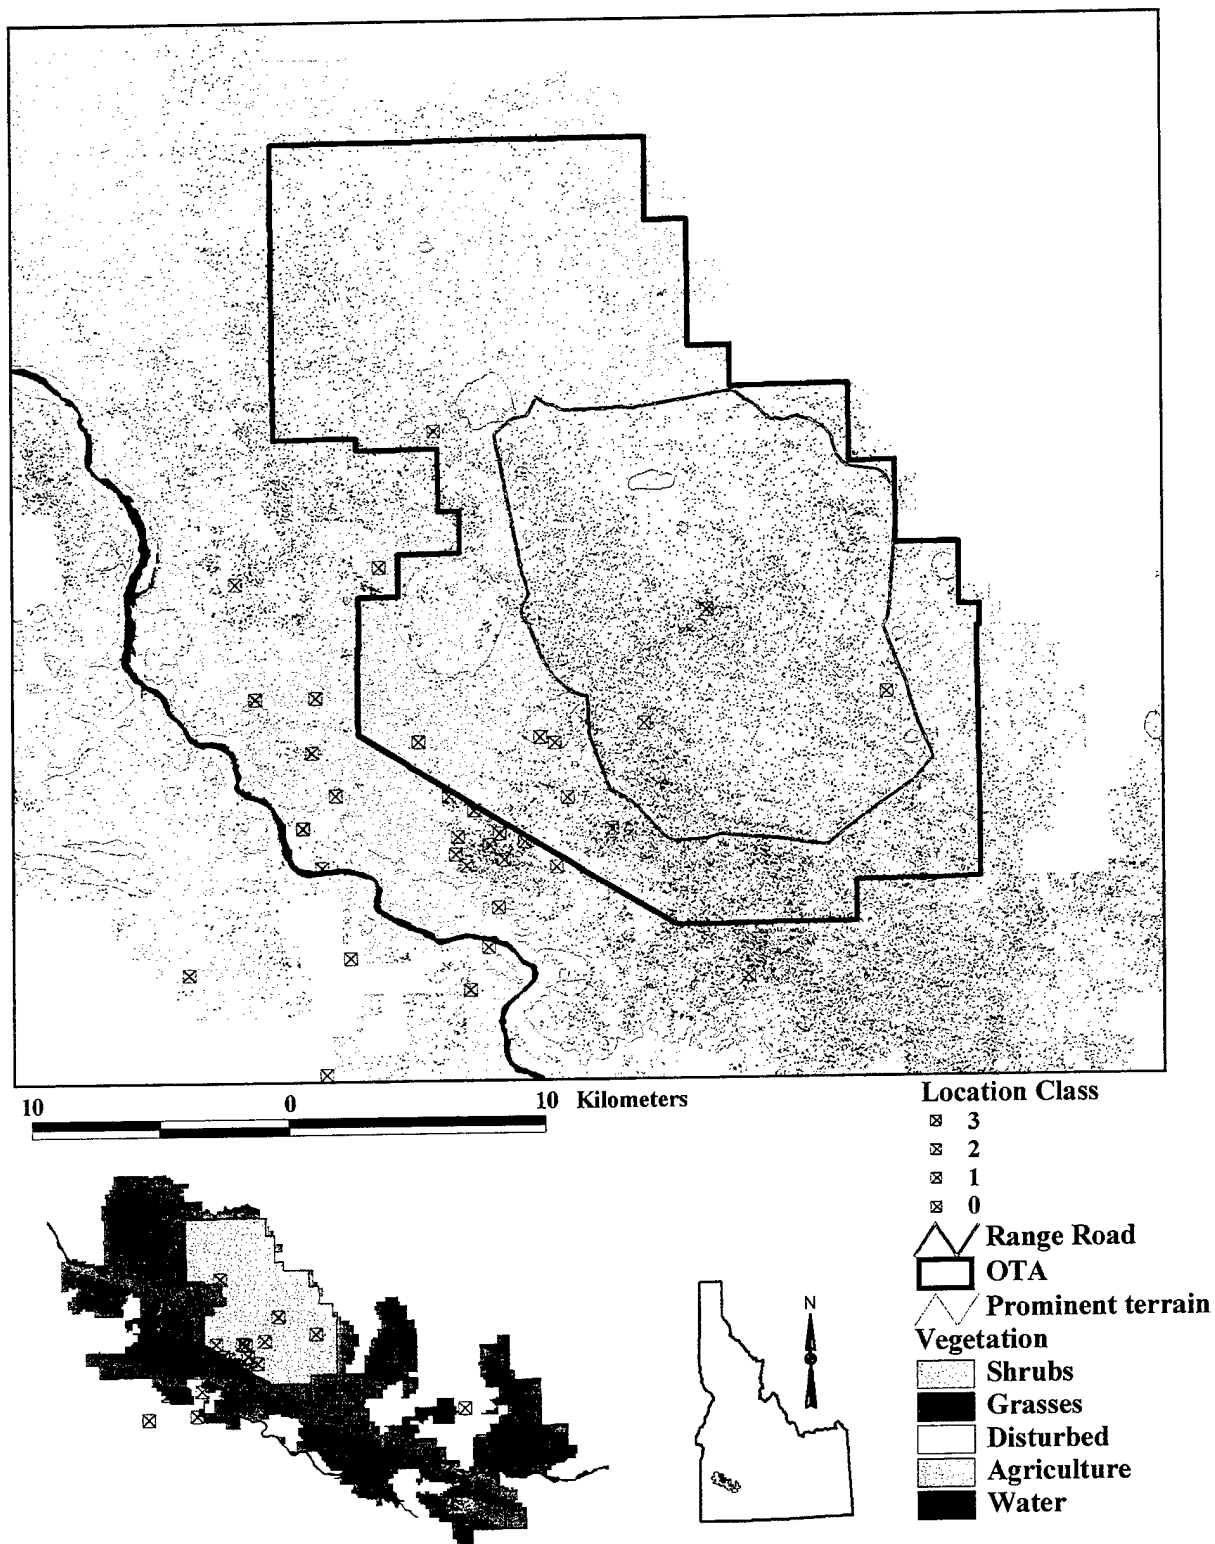 10 0 10 Kilometers
Location Class
3
2
1
0
Range Road
OTA
Prominent terrain
Vegetation
Shrubs
Grasses
Disturbed
Agriculture
Water
N